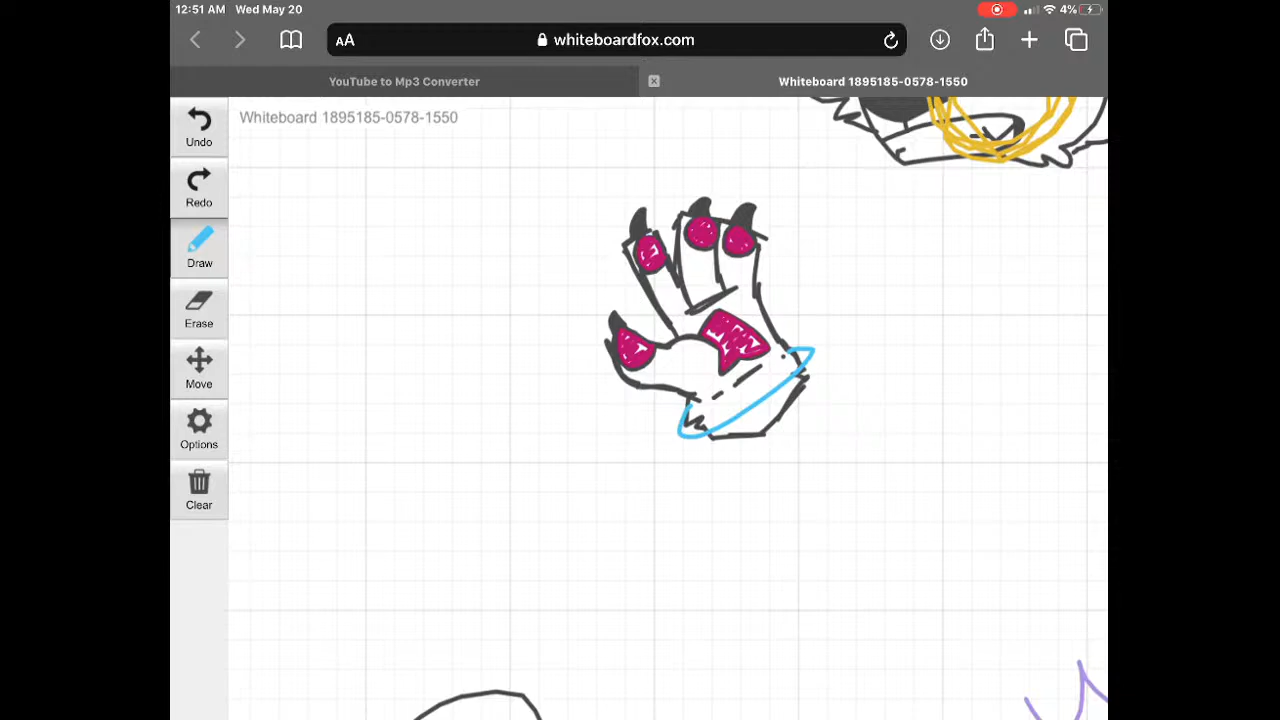 12:51 AM Wed May 20
4%
AA
whiteboardfox.com
YouTube to Mp3 Converter
Whiteboard 1895185-0578-1550
Whiteboard 1895185-0578-1550
Undo
Redo
Draw
Erase
Move
Options
Clear